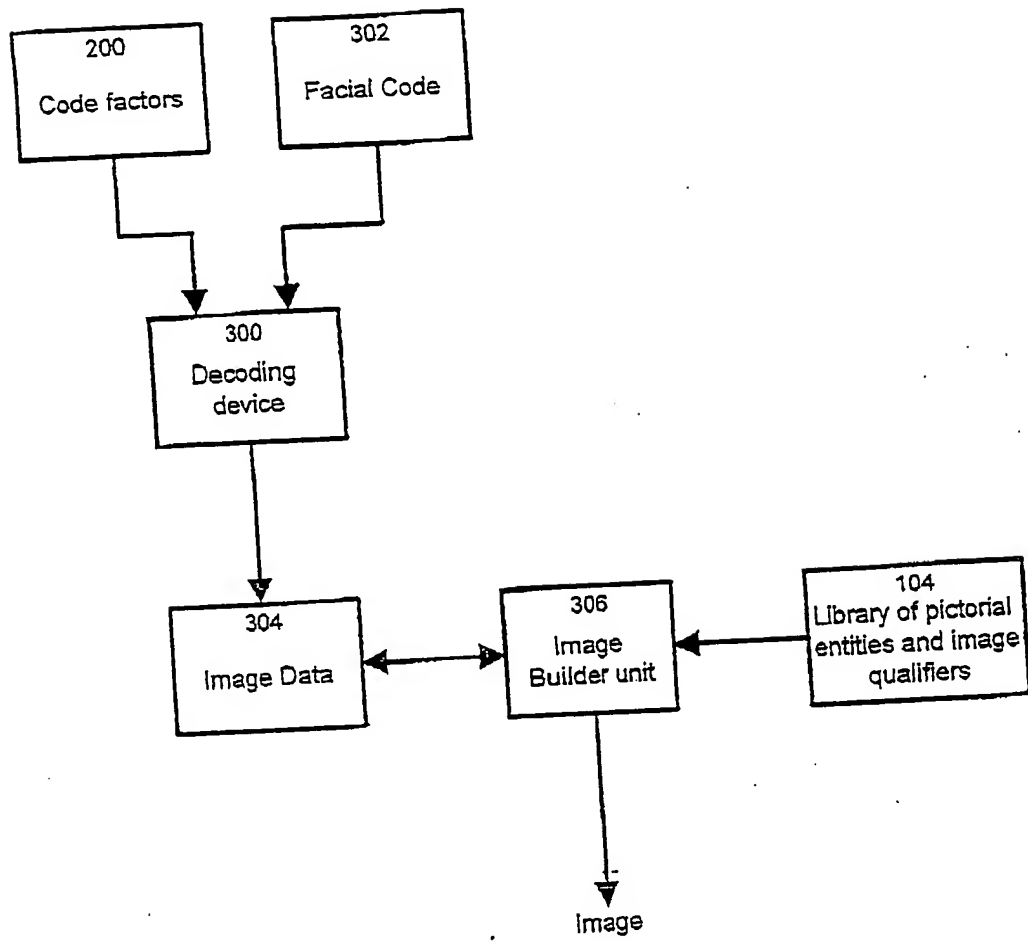 200
Code factors
302
Facial Code
300
Decoding
device
304
Image Data
306
Image
Builder unit
104
Library of pictorial
entities and image
qualifiers
Image